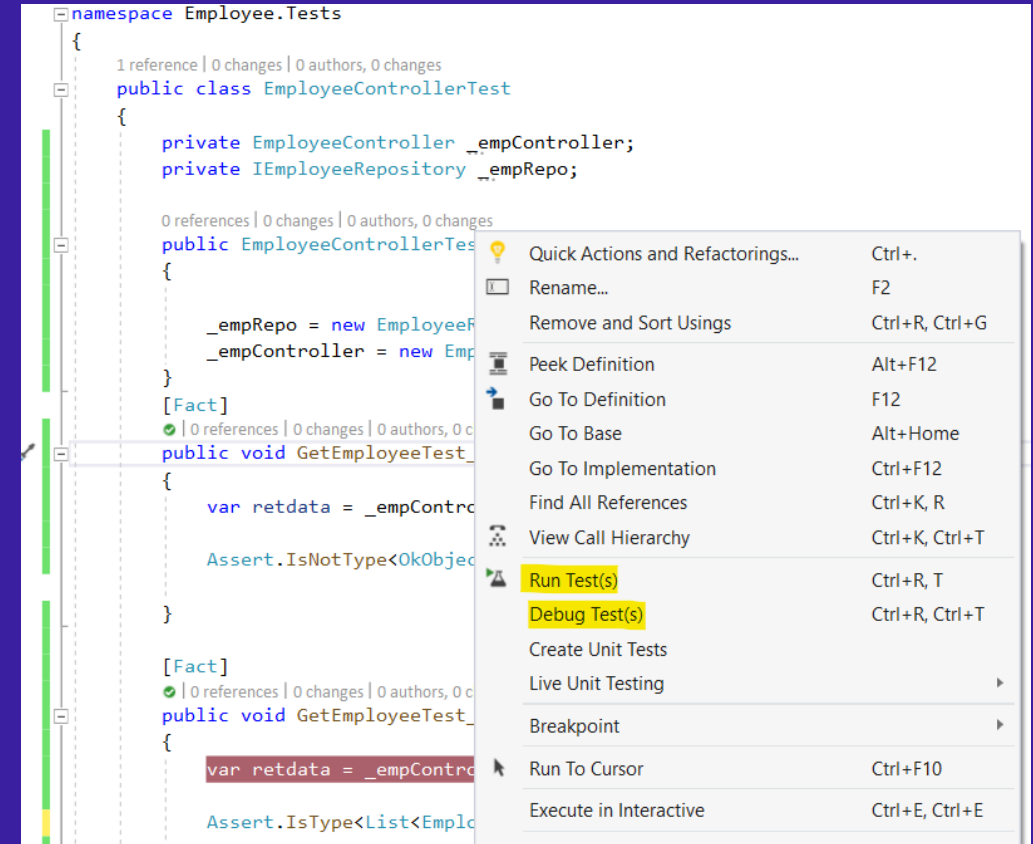 namespace Employee.Tests
{
1 reference | 0 changes | 0 authors, 0 changes
public class EmployeeControllerTest
{
private EmployeeController _empController;
private IEmployeeRepository _empRepo;
0 references | 0 changes | 0 authors, 0 changes
public EmployeeControllerTes
{
_empRepo = new EmployeeR
_empController = new Emp
}
[Fact]
0 references | 0 changes | 0 authors, 0 c
public void GetEmployeeTest_
{
var retdata = _empContro
Assert.IsNotType<OkObjec
}
[Fact]
0 references | 0 changes | 0 authors, 0 c
public void GetEmployeeTest_
{
var retdata = _empContro
Assert.IsType<List<Emplo
Quick Actions and Refactorings... Ctrl+.
Rename... F2
Remove and Sort Usings Ctrl+R, Ctrl+G
Peek Definition Alt+F12
Go To Definition F12
Go To Base Alt+Home
Go To Implementation Ctrl+F12
Find All References Ctrl+K, R
View Call Hierarchy Ctrl+K, Ctrl+T
Run Test(s) Ctrl+R, T
Debug Test(s) Ctrl+R, Ctrl+T
Create Unit Tests
Live Unit Testing
Breakpoint
Run To Cursor Ctrl+F10
Execute in Interactive Ctrl+E, Ctrl+E